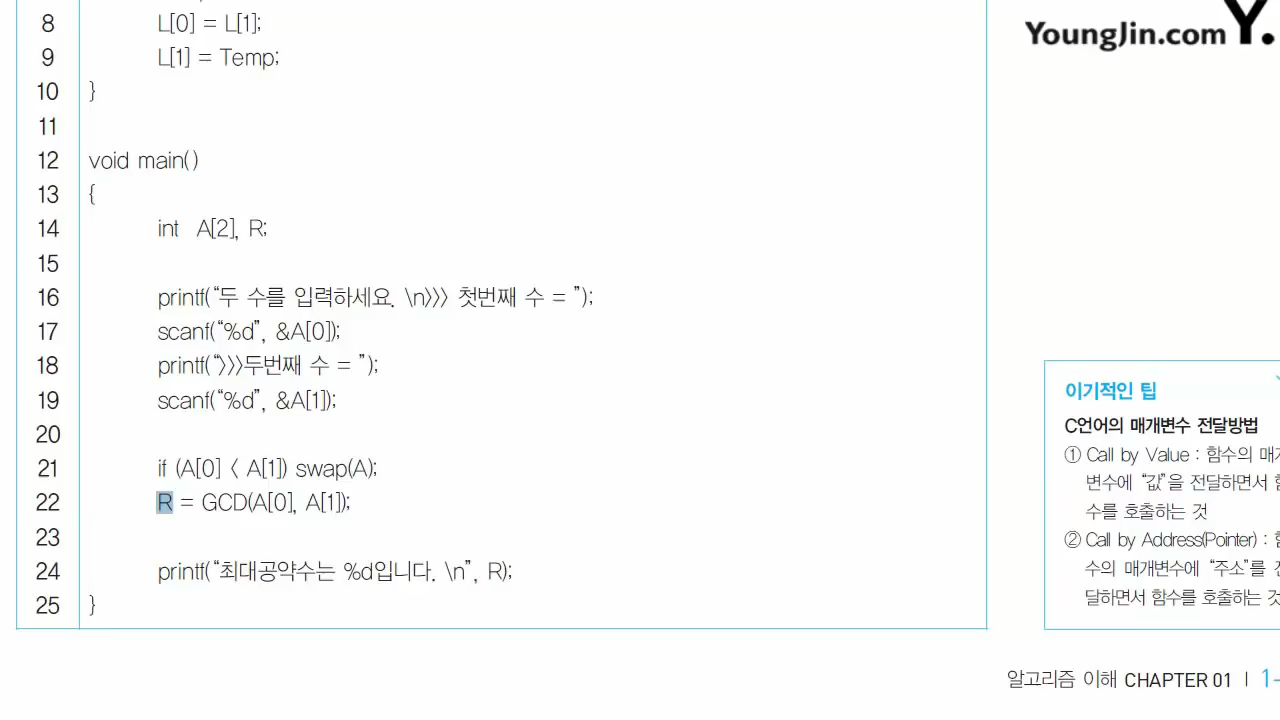 8 L[0] = L[1];
9 L[1] = Temp;
10 }
11
12 void main()
13 {
14 int A[2], R;
15
16 printf(“두 수를 입력하세요. \n>>> 첫번째 수 = ”);
17 scanf(“%d”, &A[0]);
18 printf(“>>>두번째 수 = ”);
19 scanf(“%d”, &A[1]);
20
21 if (A[0] < A[1]) swap(A);
22 R = GCD(A[0], A[1]);
23
24 printf(“최대공약수는 %d입니다. \n”, R);
25 }
YoungJin.com Y.
이기적인 팁
C언어의 매개변수 전달방법
① Call by Value : 함수의 매개
변수에 “값”을 전달하면서 함
수를 호출하는 것
② Call by Address(Pointer) : 함
수의 매개변수에 “주소”를 전
달하면서 함수를 호출하는 것
알고리즘 이해 CHAPTER 01 | 1-